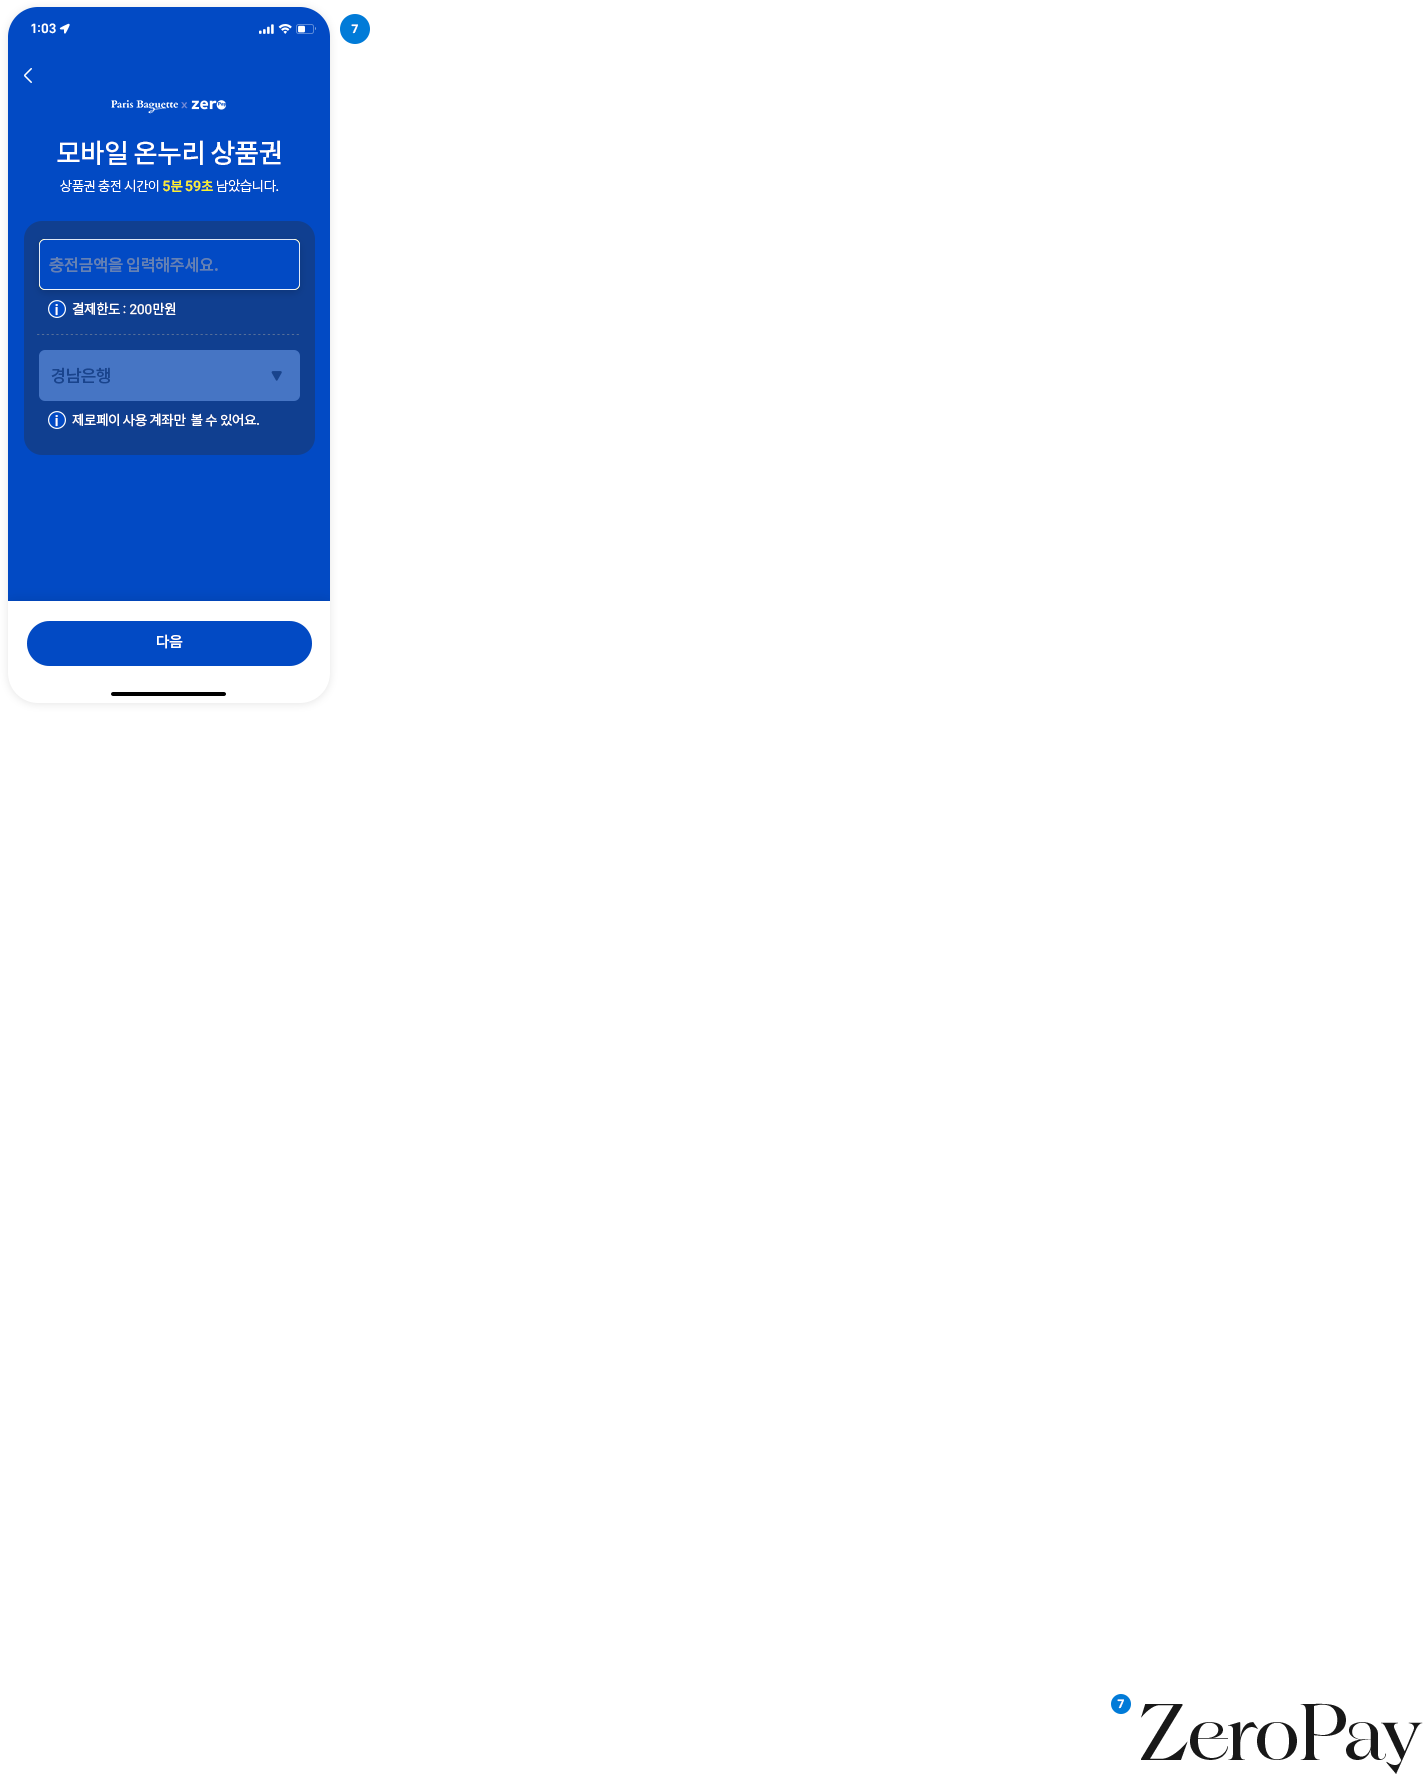 1:03
7
Paris Baguette x zero Pay
모바일 온누리 상품권
상품권 충전 시간이 5분 59초 남았습니다.
충전금액을 입력해주세요.
결제한도 : 200만원
경남은행 ▼
제로페이 사용 계좌만 볼 수 있어요.
다음
7 ZeroPay